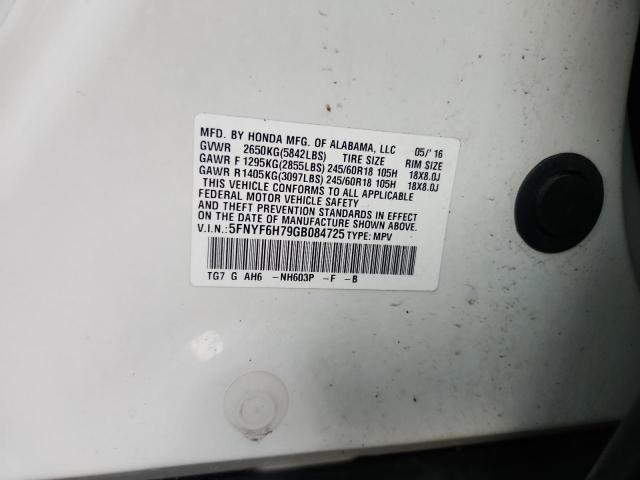 MFD. BY HONDA MFG. OF ALABAMA, LLC 05/'16
GVWR 2650KG(5842LBS) TIRE SIZE RIM SIZE
GAWR F 1295KG(2855LBS) 245/60R18 105H 18X8.0J
GAWR R 1405KG(3097LBS) 245/60R18 105H 18X8.0J
THIS VEHICLE CONFORMS TO ALL APPLICABLE
FEDERAL MOTOR VEHICLE SAFETY
AND THEFT PREVENTION STANDARDS IN EFFECT
ON THE DATE OF MANUFACTURE SHOWN ABOVE.
V.I.N.: 5FNYF6H79GB084725 TYPE: MPV
TG7 G AH6 -NH603P -F -B